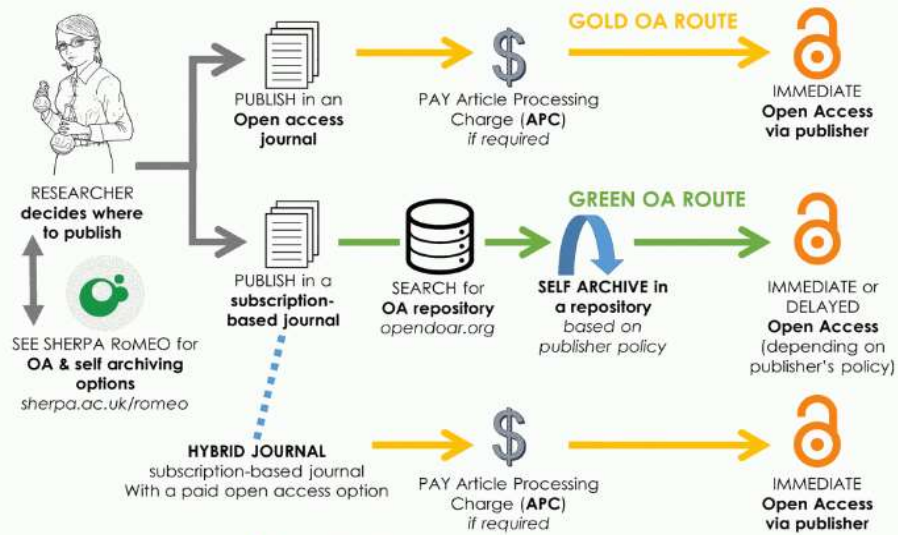 GOLD OA ROUTE
PUBLISH in an
Open access
journal
PAY Article Processing
Charge (APC)
if required
IMMEDIATE
Open Access
via publisher
RESEARCHER
decides where
to publish
GREEN OA ROUTE
PUBLISH in a
subscription-
based journal
SEARCH for
OA repository
opendoar.org
SELF ARCHIVE in
a repository
based on
publisher policy
IMMEDIATE or
DELAYED
Open Access
(depending on
publisher's policy)
SEE SHERPA RoMEO for
OA & self archiving
options
sherpa.ac.uk/romeo
HYBRID JOURNAL
subscription-based journal
With a paid open access option
PAY Article Processing
Charge (APC)
if required
IMMEDIATE
Open Access
via publisher